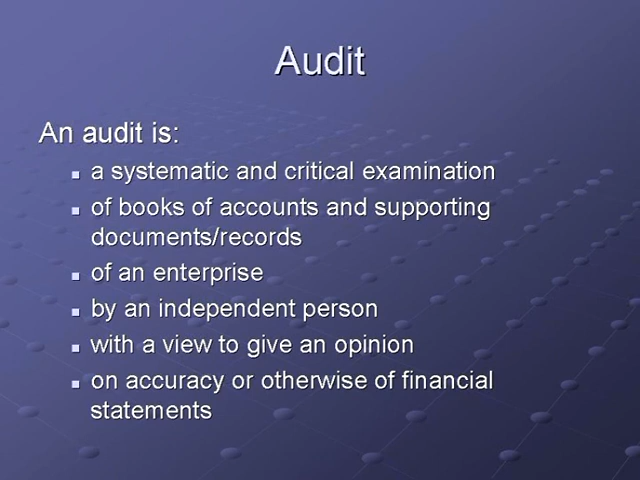 Audit
An audit is:
a systematic and critical examination
of books of accounts and supporting
documents/records
of an enterprise
by an independent person
with a view to give an opinion
on accuracy or otherwise of financial
statements